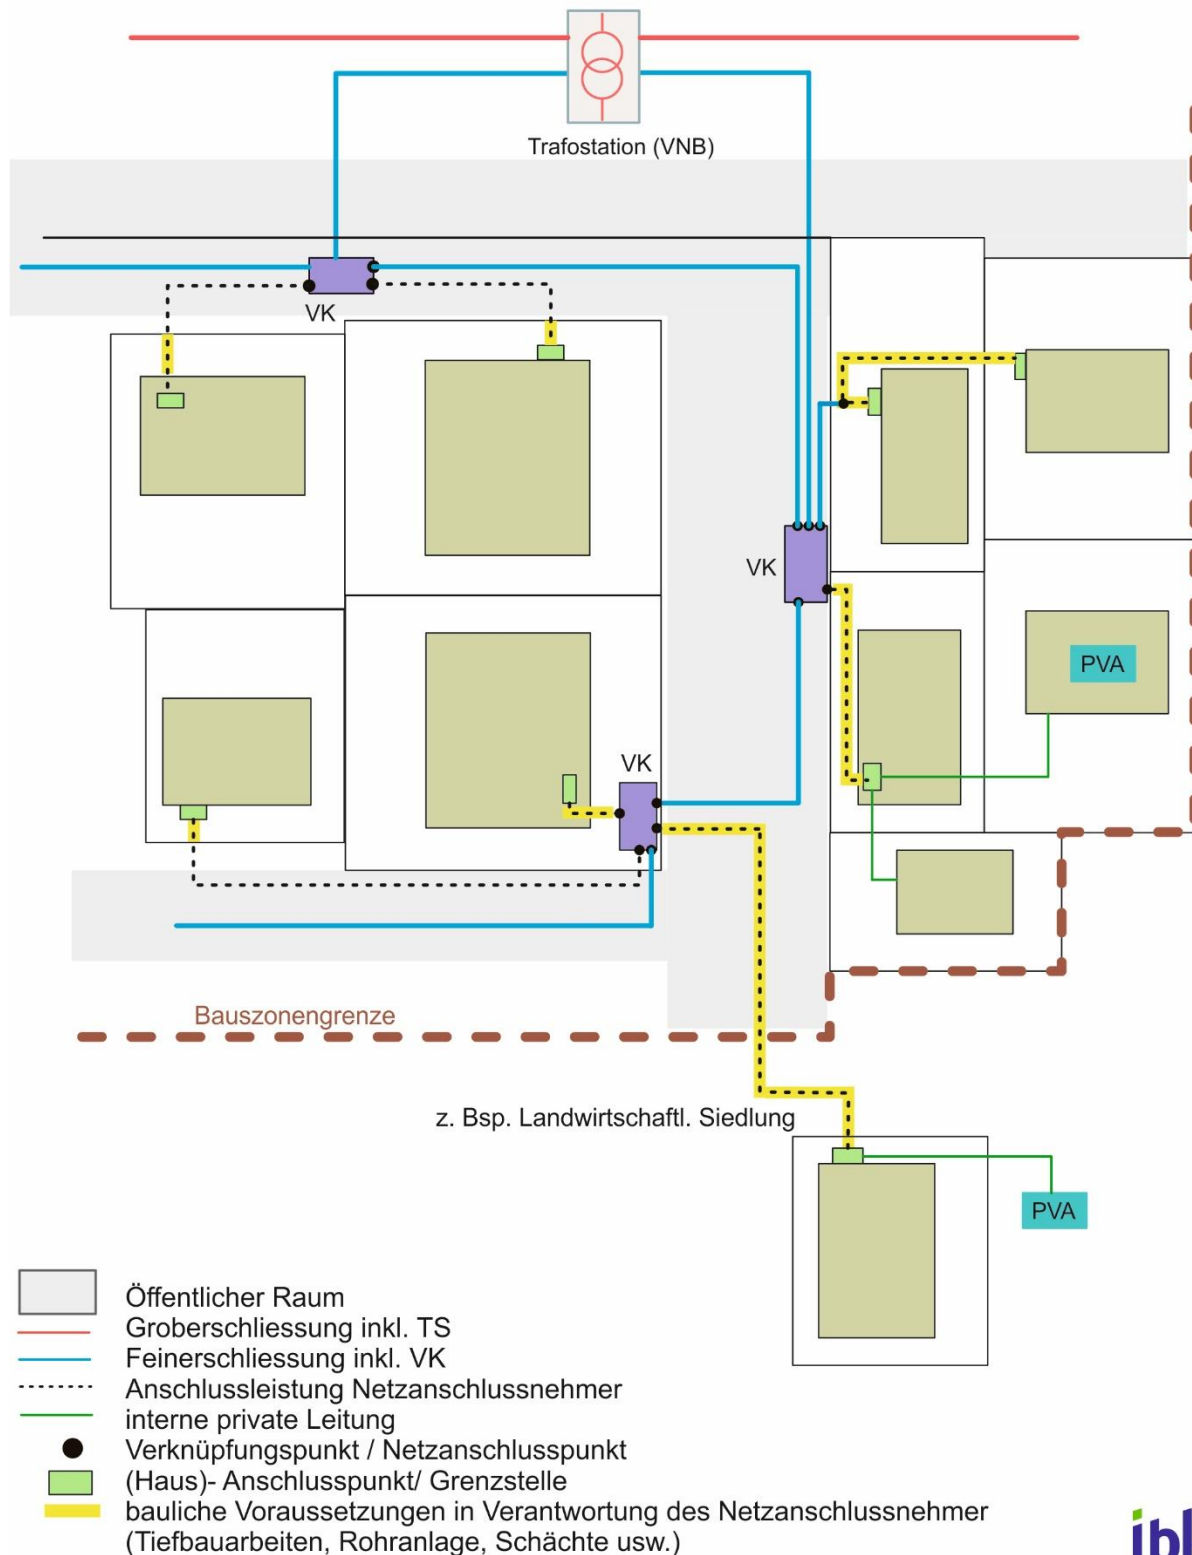 Trafostation (VNB)
VK
VK
PVA
VK
Bauszonengrenze
z. Bsp. Landwirtschaftl. Siedlung
PVA
Öffentlicher Raum
Groberschliessung inkl. TS
Feinerschliessung inkl. VK
Anschlussleistung Netzanschlussnehmer
interne private Leitung
Verknüpfungspunkt / Netzanschlusspunkt
(Haus)- Anschlusspunkt/ Grenzstelle
bauliche Voraussetzungen in Verantwortung des Netzanschlussnehmer
(Tiefbauarbeiten, Rohranlage, Schächte usw.)
ibl